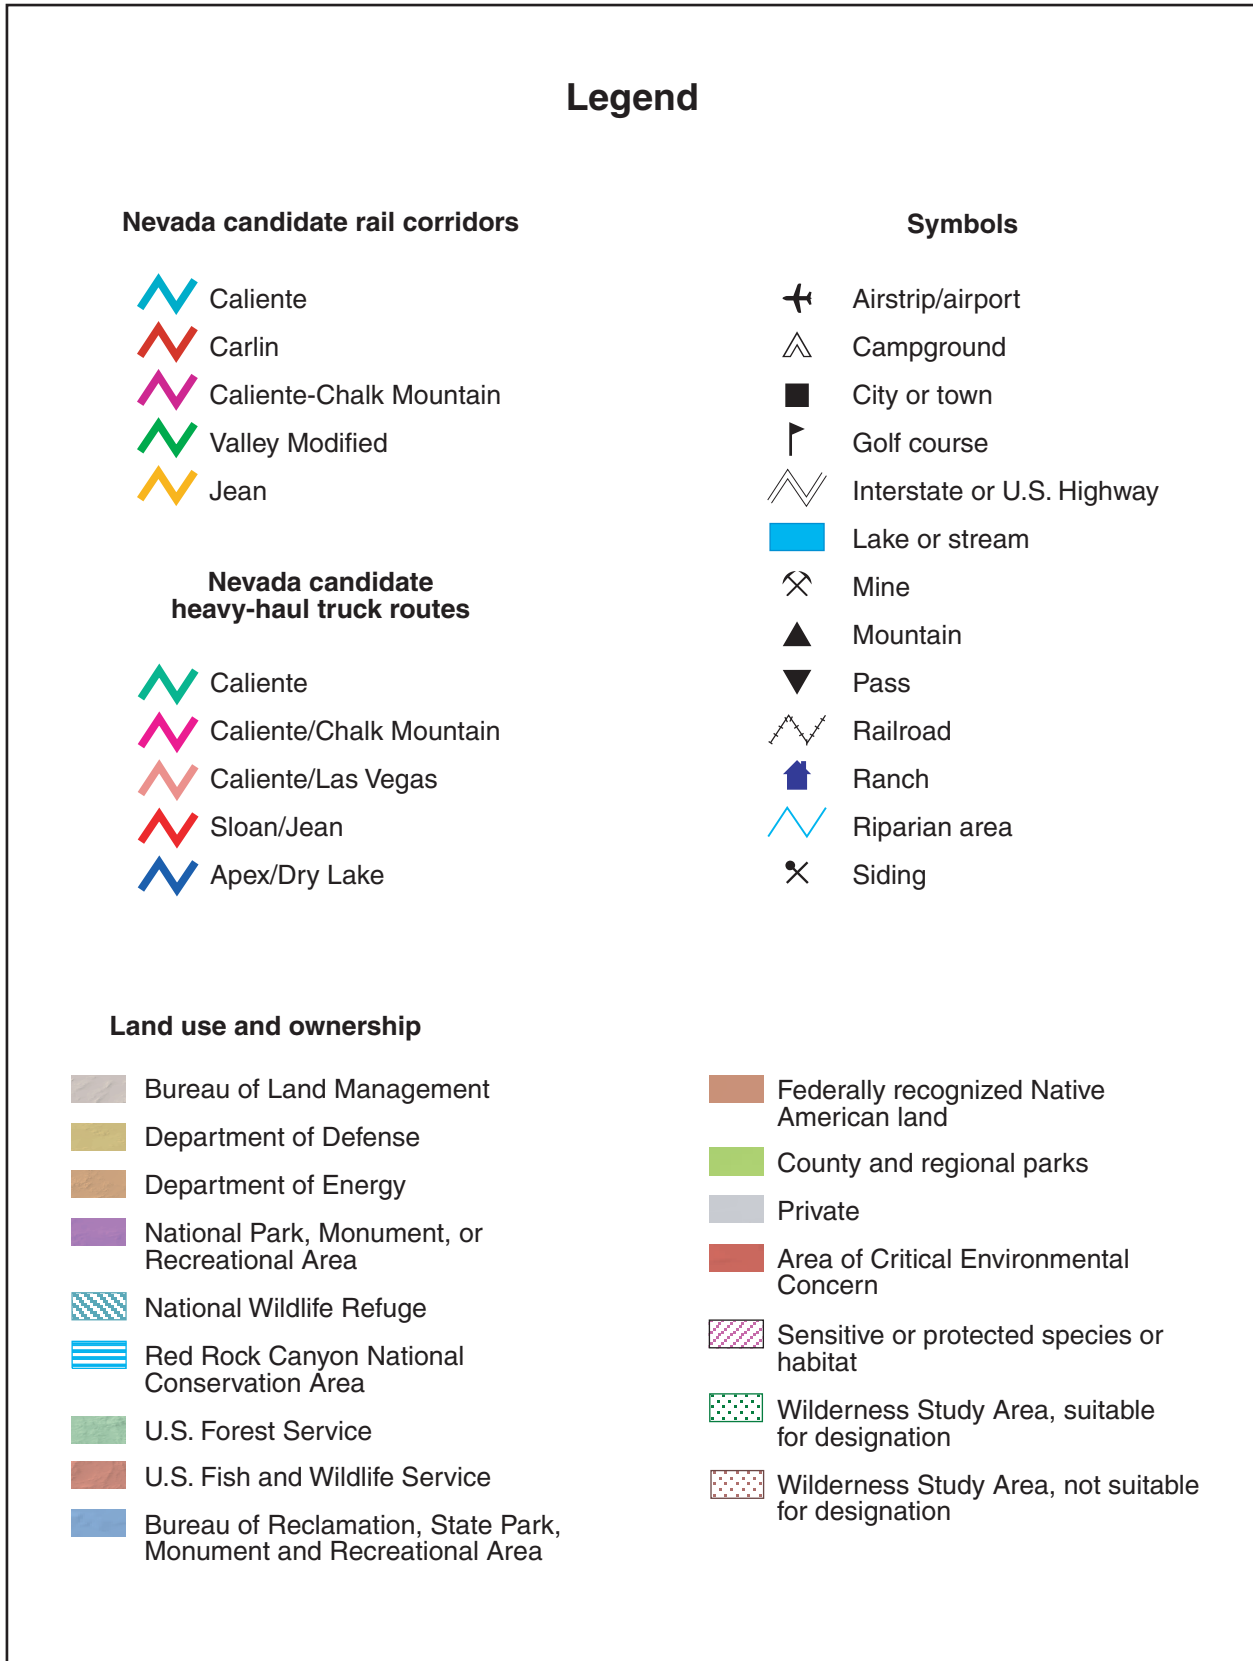 Legend
Nevada candidate rail corridors
Caliente
Carlin
Caliente-Chalk Mountain
Valley Modified
Jean
Nevada candidate
heavy-haul truck routes
Caliente
Caliente/Chalk Mountain
Caliente/Las Vegas
Sloan/Jean
Apex/Dry Lake
Symbols
Airstrip/airport
Campground
City or town
Golf course
Interstate or U.S. Highway
Lake or stream
Mine
Mountain
Pass
Railroad
Ranch
Riparian area
Siding
Land use and ownership
Bureau of Land Management
Department of Defense
Department of Energy
National Park, Monument, or
Recreational Area
National Wildlife Refuge
Red Rock Canyon National
Conservation Area
U.S. Forest Service
U.S. Fish and Wildlife Service
Bureau of Reclamation, State Park,
Monument and Recreational Area
Federally recognized Native
American land
County and regional parks
Private
Area of Critical Environmental
Concern
Sensitive or protected species or
habitat
Wilderness Study Area, suitable
for designation
Wilderness Study Area, not suitable
for designation